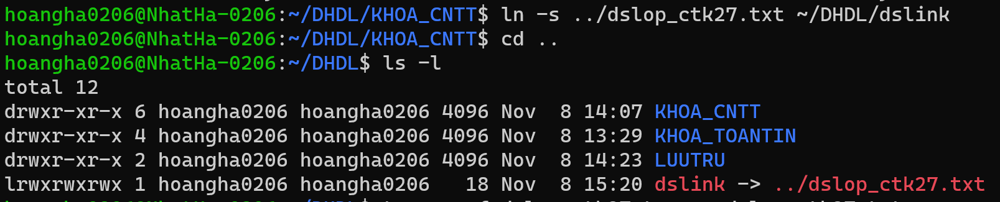 hoangha0206@NhatHa-0206:~/DHDL/KHOA_CNTT$ ln -s ../dslop_ctk27.txt ~/DHDL/dslink
hoangha0206@NhatHa-0206:~/DHDL/KHOA_CNTT$ cd ..
hoangha0206@NhatHa-0206:~/DHDL$ ls -l
total 12
drwxr-xr-x 6 hoangha0206 hoangha0206 4096 Nov  8 14:07 KHOA_CNTT
drwxr-xr-x 4 hoangha0206 hoangha0206 4096 Nov  8 13:29 KHOA_TOANTIN
drwxr-xr-x 2 hoangha0206 hoangha0206 4096 Nov  8 14:23 LUUTRU
lrwxrwxrwx 1 hoangha0206 hoangha0206   18 Nov  8 15:20 dslink -> ../dslop_ctk27.txt